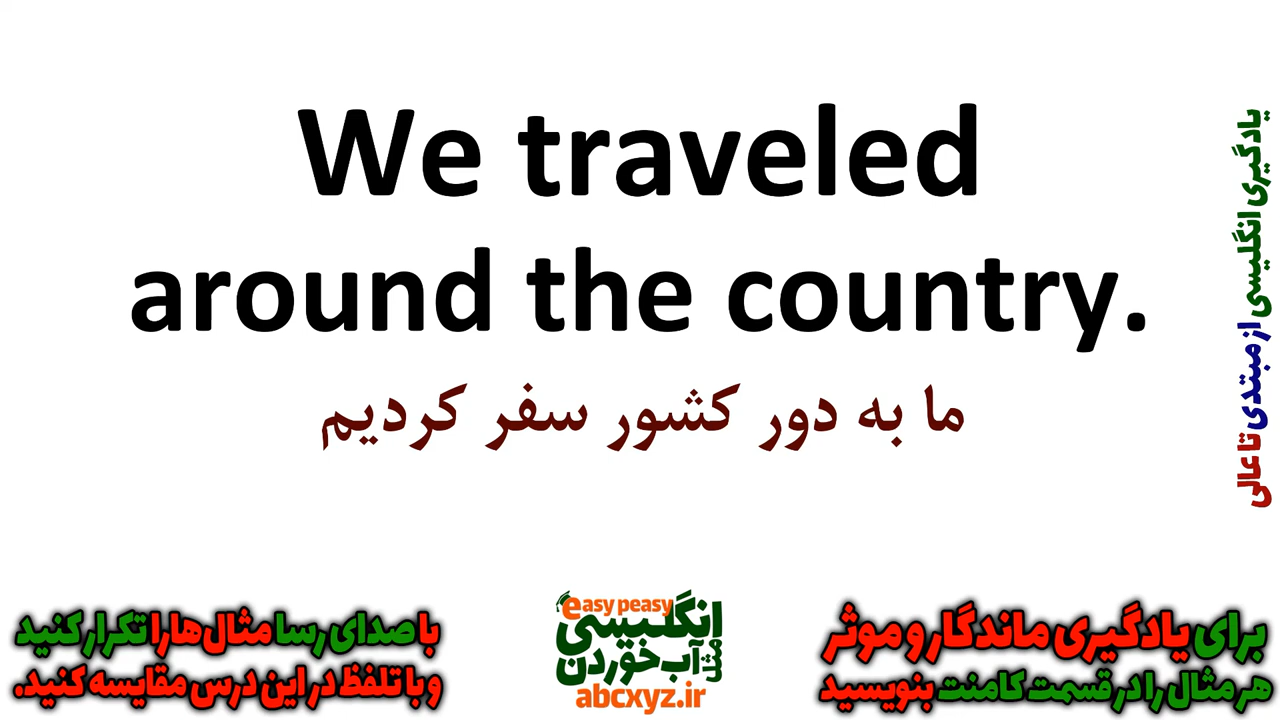 We traveled
around the country.
ما به دور کشور سفر کردیم
یادگیری انگلیسی از مبتدی تا عالی
برای یادگیری ماندگار و موثر
هر مثال را در قسمت کامنت بنویسید
easy peasy
انگلیسی
مثل
آب خوردن
abcxyz.ir
با صدای رسا مثال‌ها را تکرار کنید
و با تلفظ در این درس مقایسه کنید.